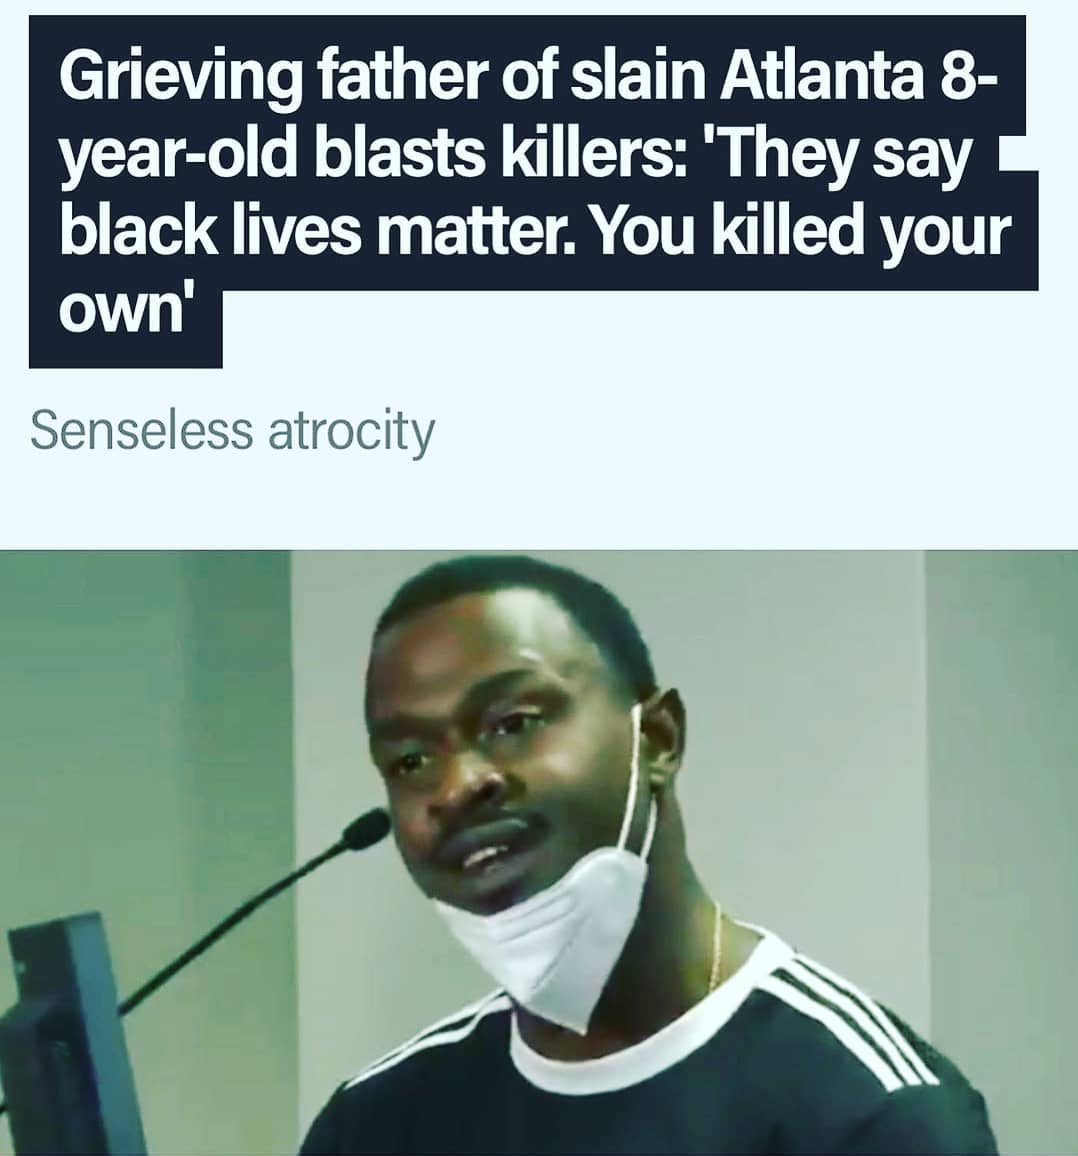 Grieving father of slain Atlanta 8-
year-old blasts killers: 'They say
black lives matter. You killed your
own'
Senseless atrocity